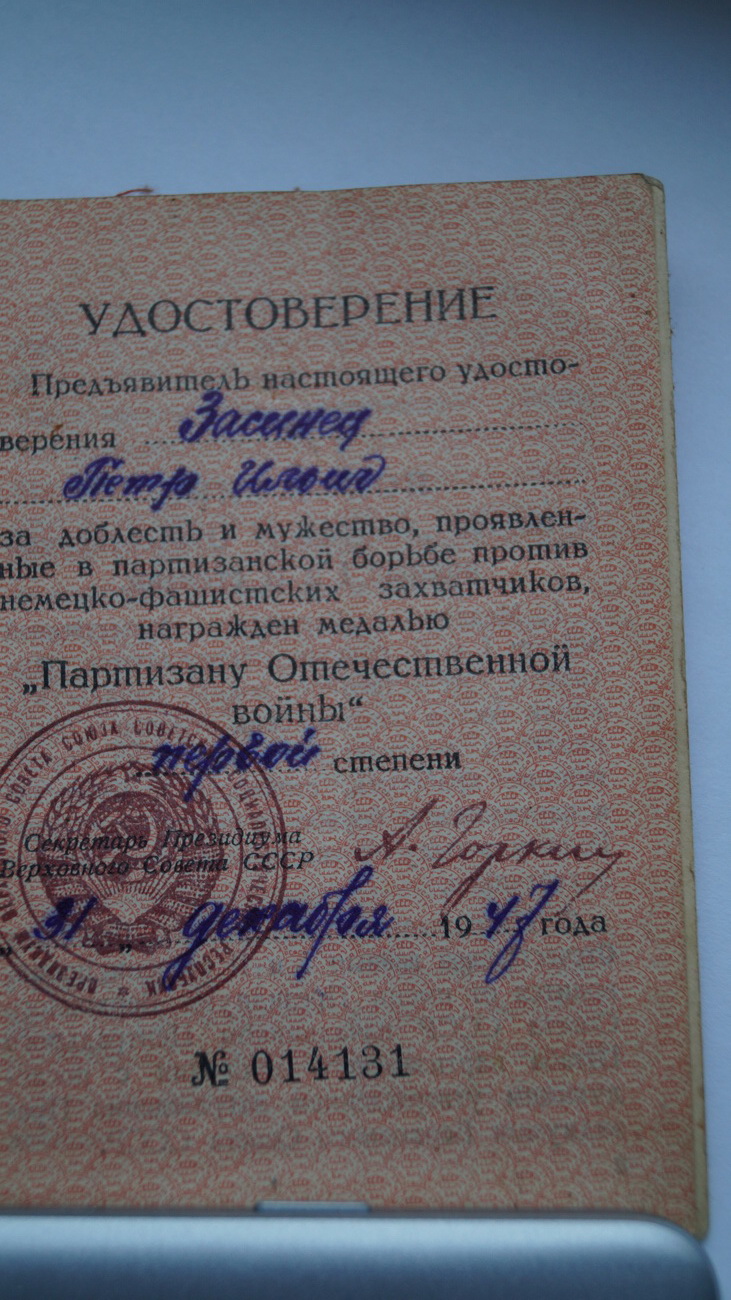 УДОСТОВЕРЕНИЕ
Предъявитель настоящего удосто-
верения Засинец
Петр Ильич
за доблесть и мужество, проявлен-
ные в партизанской борьбе против
немецко-фашистских захватчиков,
награжден медалью
„Партизану Отечественной
войны“
первой степени
Секретарь Президиума
Верховного Совета СССР А. Горкин
„31„ декабря 1947 года
№ 014131